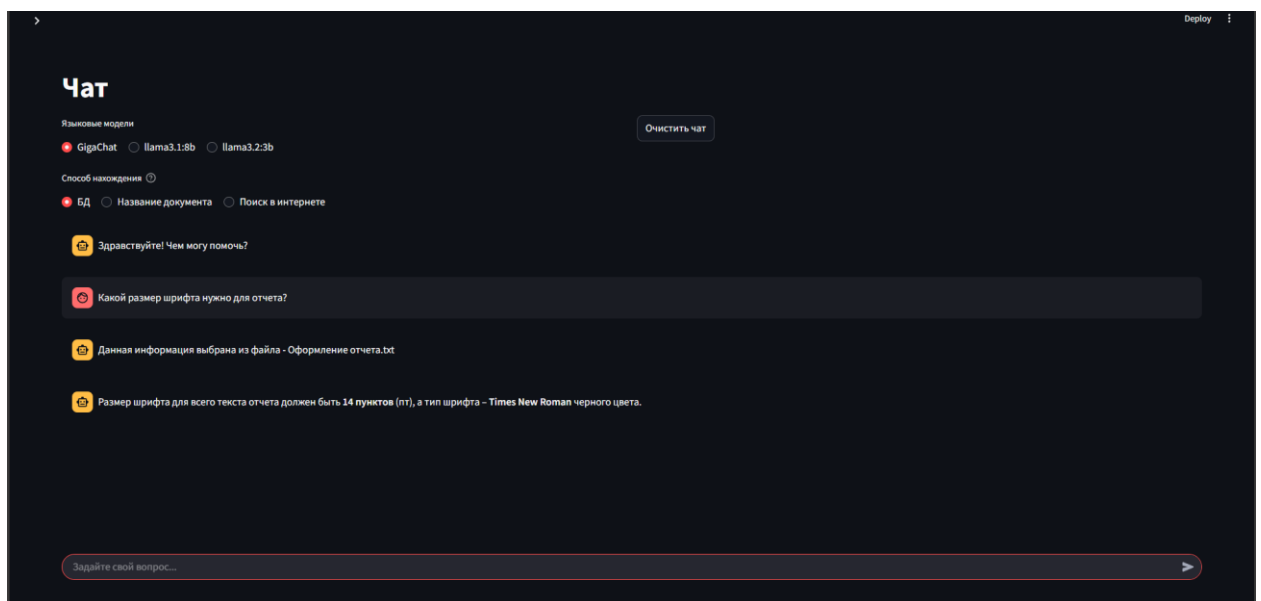 Deploy
Чат
Языковые модели
Очистить чат
GigaChat llama3.1:8b llama3.2:3b
Способ нахождения
БД Название документа Поиск в интернете
Здравствуйте! Чем могу помочь?
Какой размер шрифта нужно для отчета?
Данная информация выбрана из файла - Оформление отчета.txt
Размер шрифта для всего текста отчета должен быть 14 пунктов (пт), а тип шрифта – Times New Roman черного цвета.
Задайте свой вопрос...